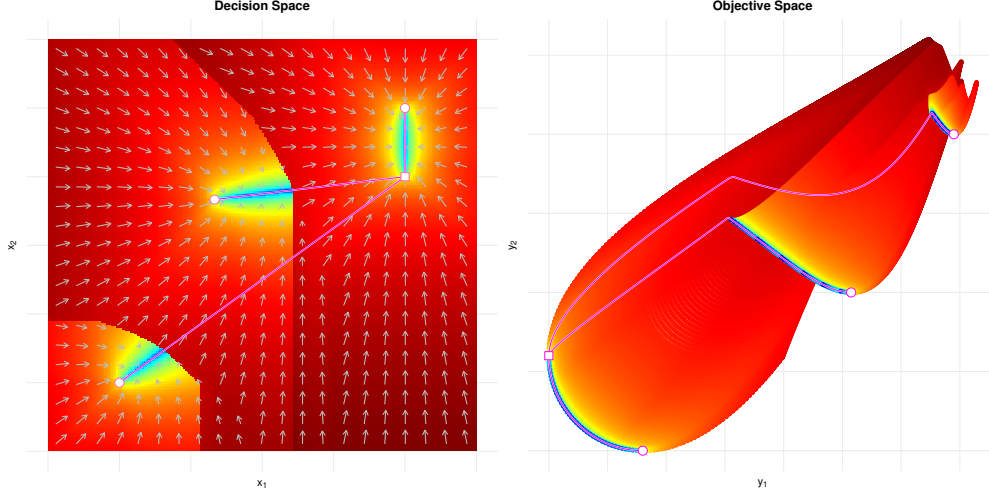 Decision Space
Objective Space
x₂
x₁
y₂
y₁